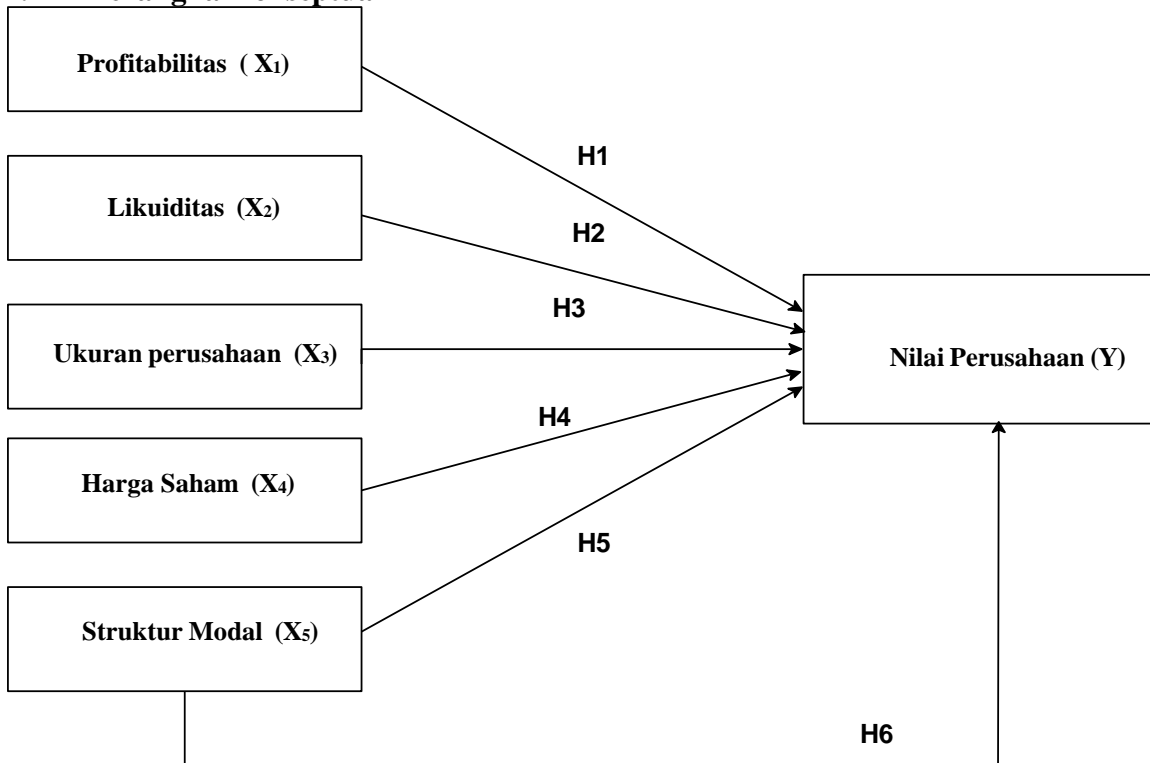 Profitabilitas ( X1)
H1
Likuiditas (X2)
H2
H3
Ukuran perusahaan (X3)
Nilai Perusahaan (Y)
H4
Harga Saham (X4)
H5
Struktur Modal (X5)
H6